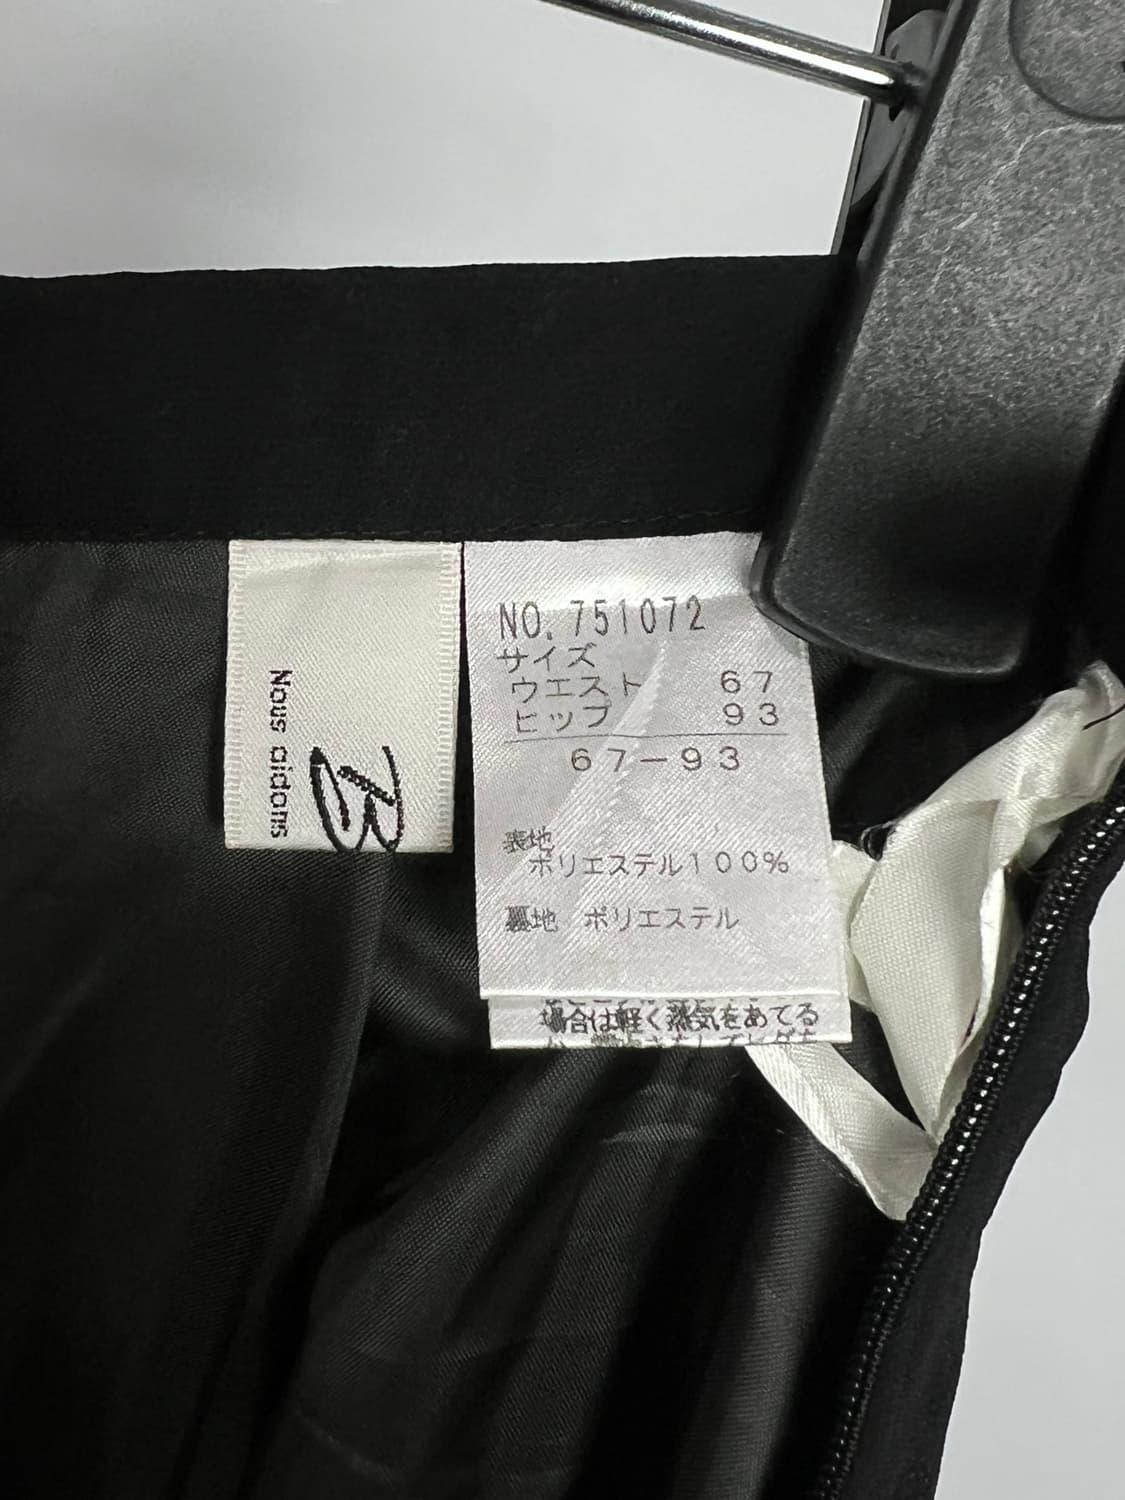 Nous aidons
B
NO. 751072
サイズ
ウエスト 67
ヒップ 93
67-93
表地
ポリエステル100%
裏地 ポリエステル
場合は軽く蒸気をあてる